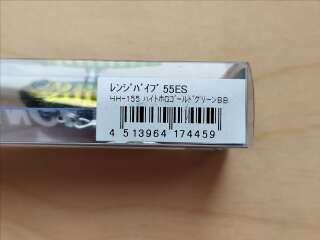 ﾚﾝｼﾞﾊﾞｲﾌﾞ 55ES
HH-155 ﾊｲﾄﾎﾛｺﾞｰﾙﾄﾞｸﾞﾘｰﾝBB
4 513964 174459